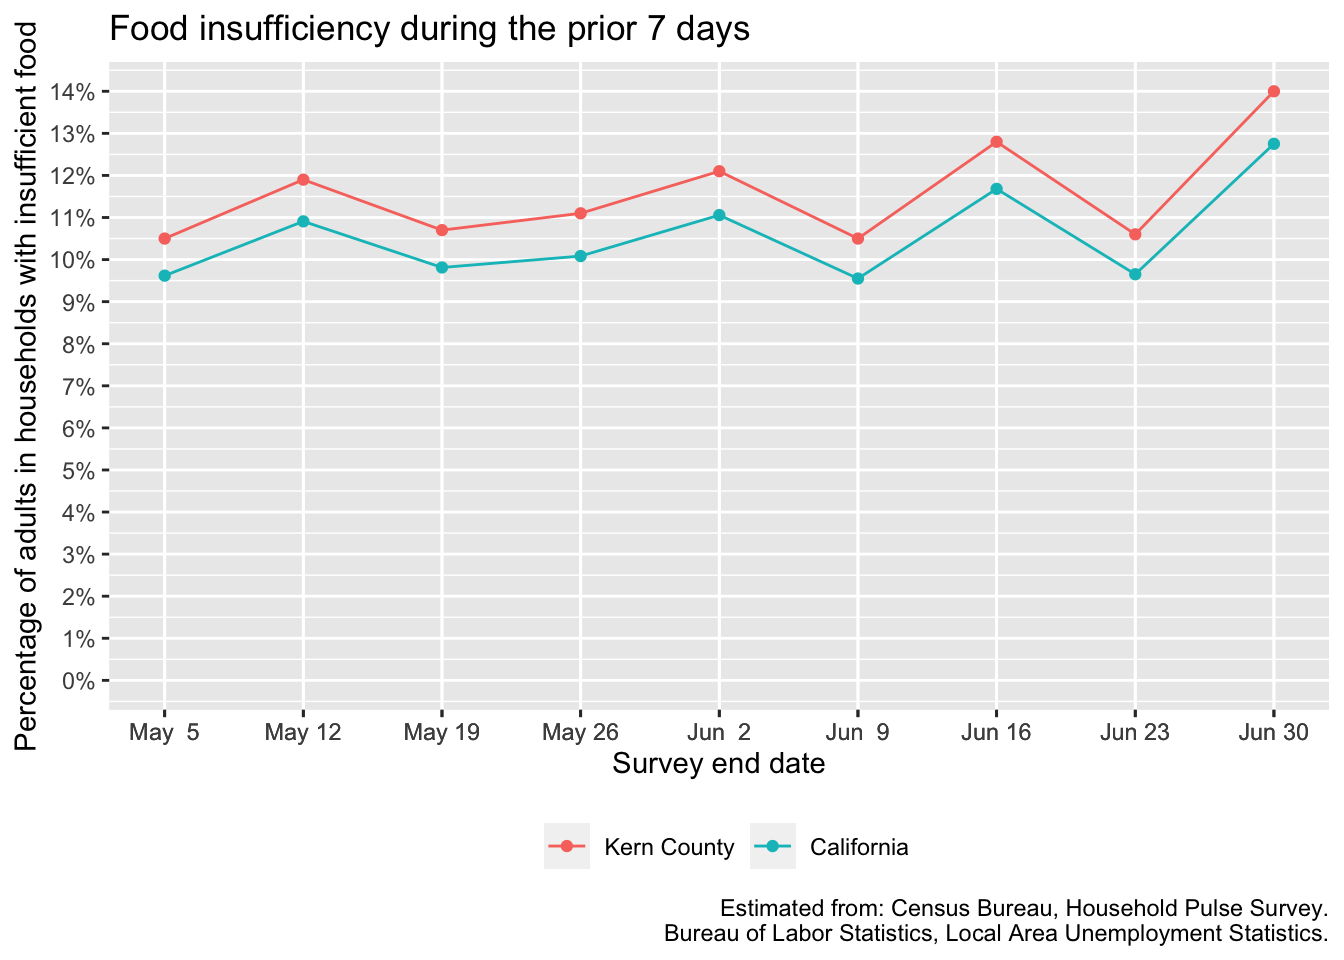 Food insufficiency during the prior 7 days
Percentage of adults in households with insufficient food
14%
13%
12%
11%
10%
9%
8%
7%
6%
5%
4%
3%
2%
1%
0%
May  5 May 12 May 19 May 26 Jun  2 Jun  9 Jun 16 Jun 23 Jun 30
Survey end date
Kern County California
Estimated from: Census Bureau, Household Pulse Survey.
Bureau of Labor Statistics, Local Area Unemployment Statistics.